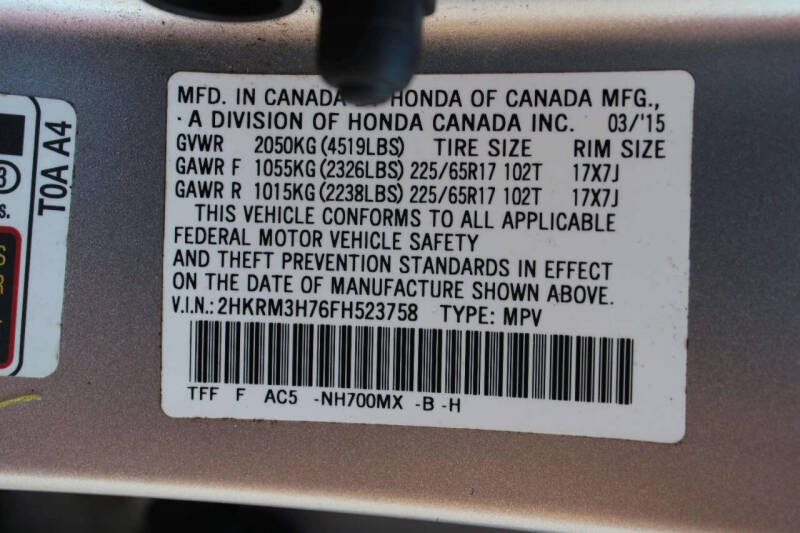 MFD. IN CANADA BY HONDA OF CANADA MFG.,
A DIVISION OF HONDA CANADA INC. 03/'15
GVWR 2050KG(4519LBS) TIRE SIZE RIM SIZE
GAWR F 1055KG(2326LBS) 225/65R17 102T 17X7J
GAWR R 1015KG(2238LBS) 225/65R17 102T 17X7J
THIS VEHICLE CONFORMS TO ALL APPLICABLE
FEDERAL MOTOR VEHICLE SAFETY
AND THEFT PREVENTION STANDARDS IN EFFECT
ON THE DATE OF MANUFACTURE SHOWN ABOVE.
V.I.N.: 2HKRM3H76FH523758 TYPE: MPV
TFF F AC5 -NH700MX -B -H
T0A A4